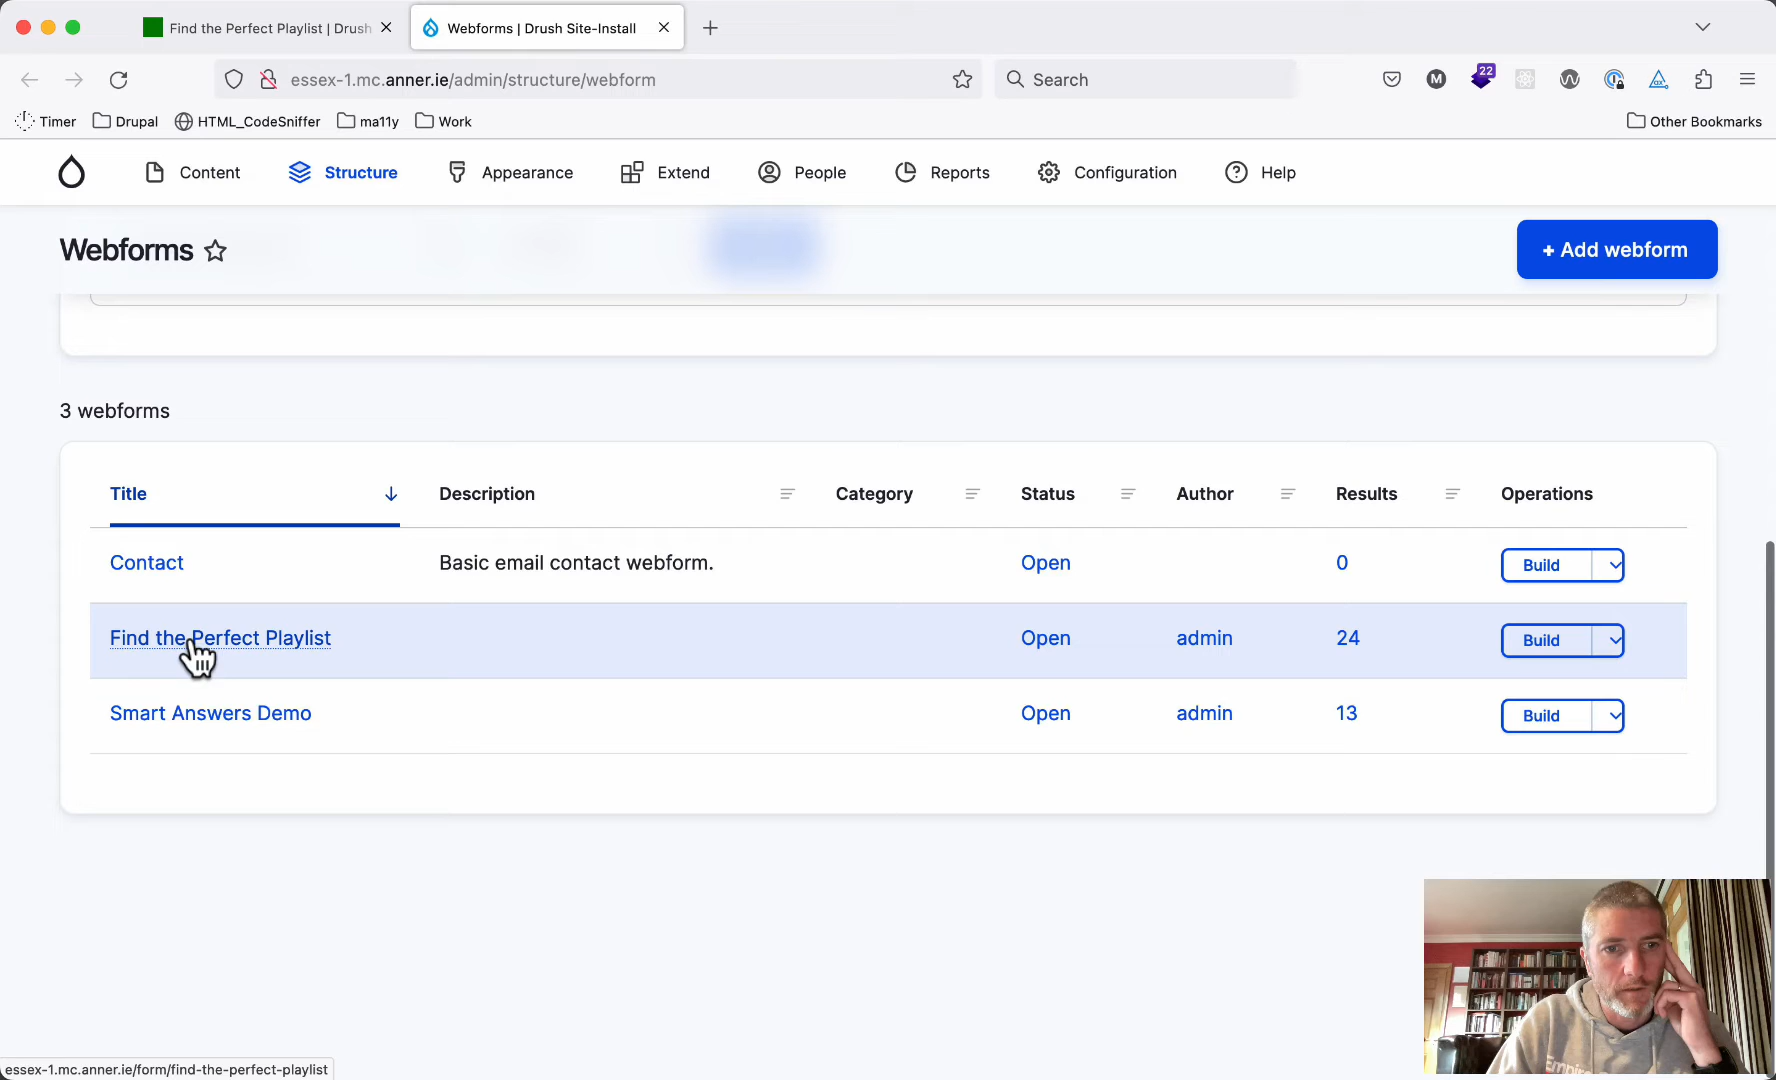 Find the Perfect Playlist | Drush
Webforms | Drush Site-Install
essex-1.mc.anner.ie/admin/structure/webform
Search
M
22
Timer
Drupal
HTML_CodeSniffer
ma11y
Work
Other Bookmarks
Content
Structure
Appearance
Extend
People
Reports
Configuration
Help
Webforms
+ Add webform
3 webforms
Title
Description
Category
Status
Author
Results
Operations
Contact
Basic email contact webform.
Open
0
Build
Find the Perfect Playlist
Open
admin
24
Build
Smart Answers Demo
Open
admin
13
Build
essex-1.mc.anner.ie/form/find-the-perfect-playlist